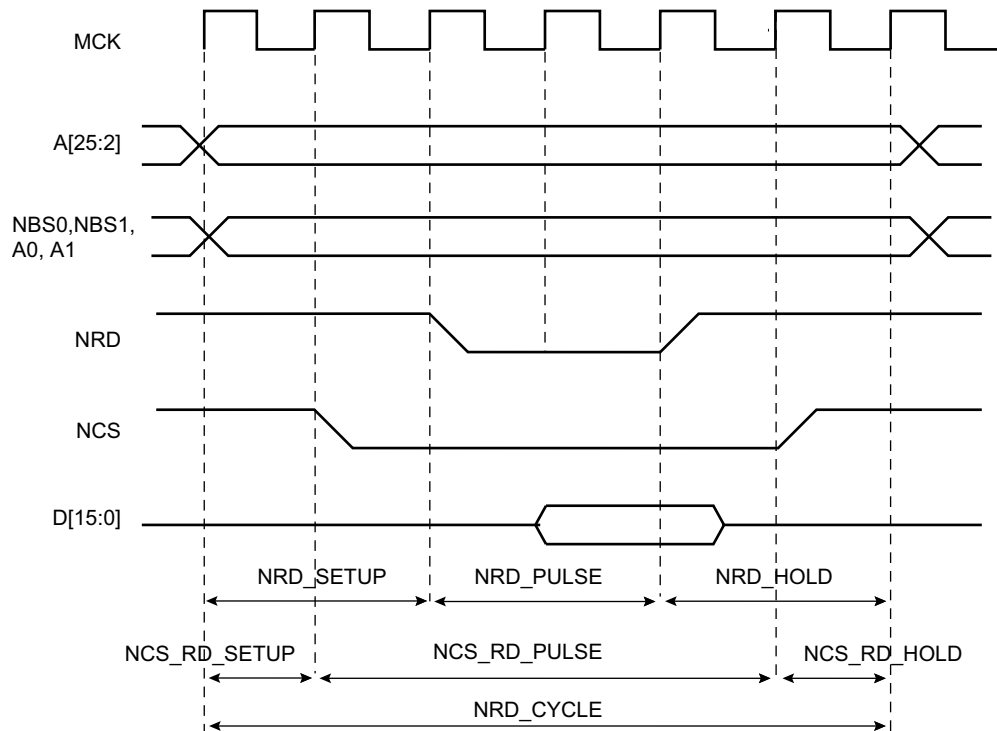 MCK
A[25:2]
NBS0,NBS1,
A0, A1
NRD
NCS
D[15:0]
NRD_SETUP
NRD_PULSE
NRD_HOLD
NCS_RD_SETUP
NCS_RD_PULSE
NCS_RD_HOLD
NRD_CYCLE